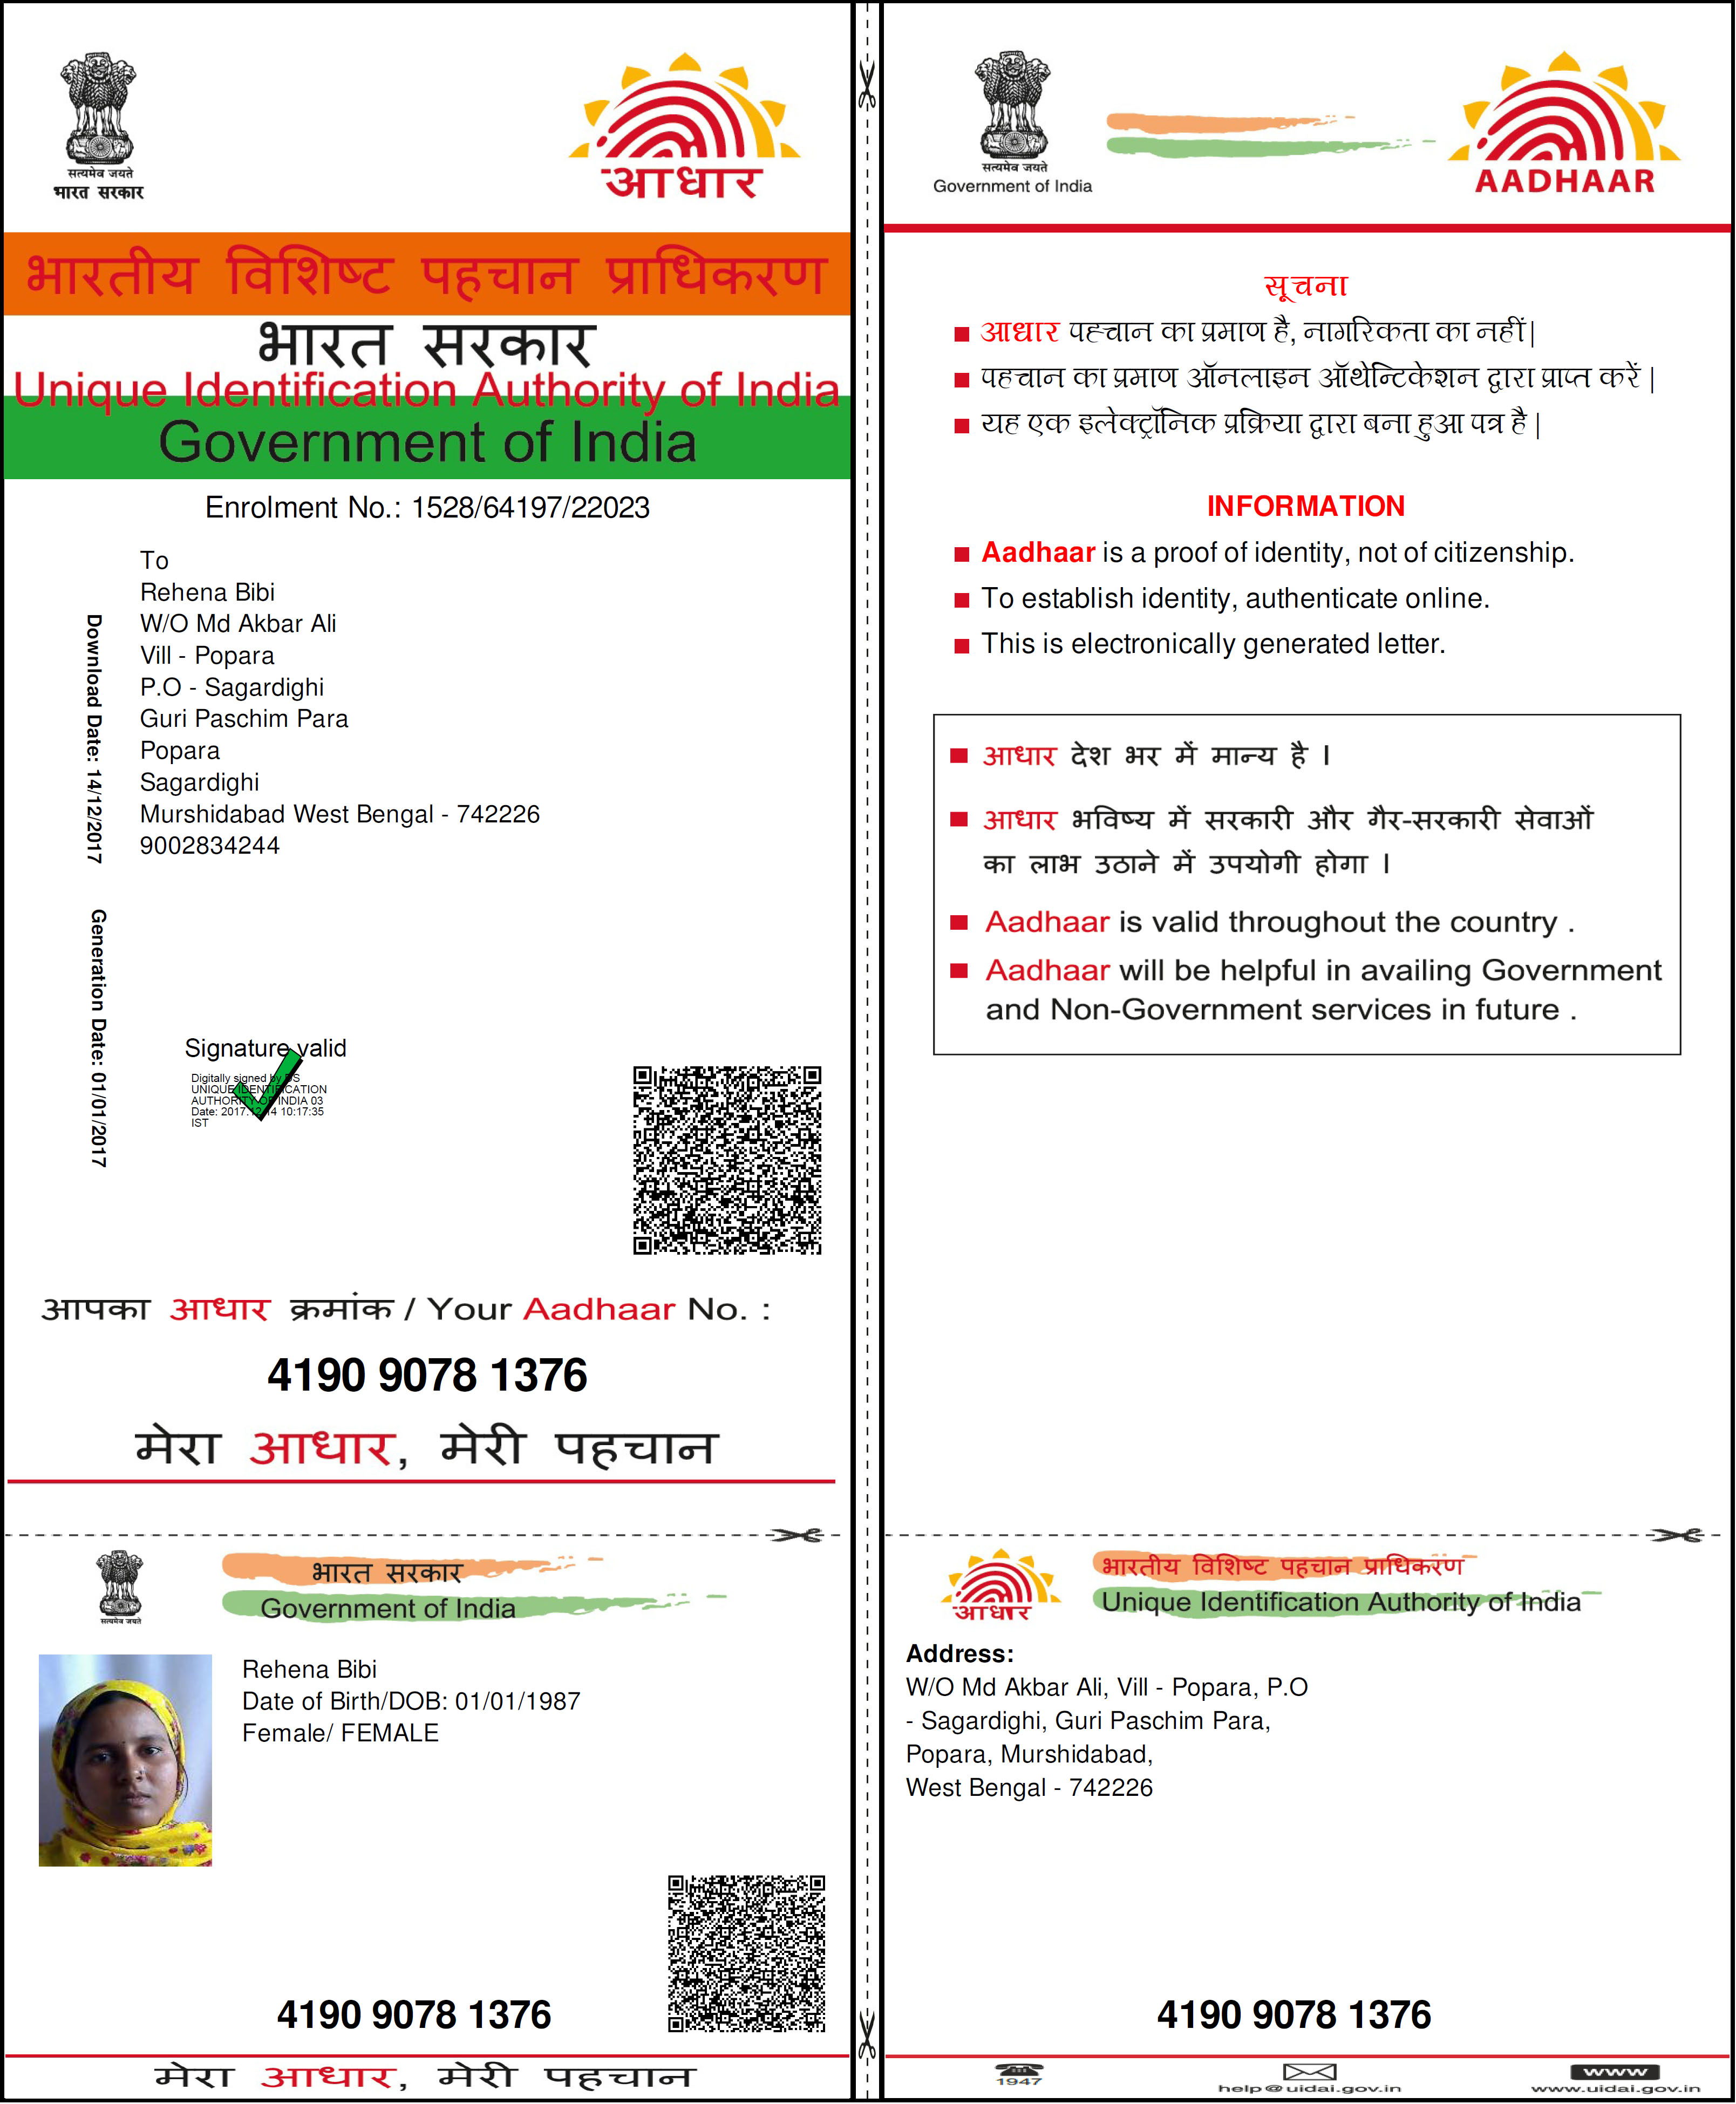 सत्यमेव जयते
भारत सरकार
आधार
भारतीय विशिष्ट पहचान प्राधिकरण
भारत सरकार
Unique Identification Authority of India
Government of India
Enrolment No.: 1528/64197/22023
To
Rehena Bibi
W/O Md Akbar Ali
Vill - Popara
P.O - Sagardighi
Guri Paschim Para
Popara
Sagardighi
Murshidabad West Bengal - 742226
9002834244
Download Date: 14/12/2017
Generation Date: 01/01/2017
Signature valid
Digitally signed by DS
UNIQUE IDENTIFICATION
AUTHORITY OF INDIA 03
Date: 2017.12.14 10:17:35
IST
आपका आधार क्रमांक / Your Aadhaar No. :
4190 9078 1376
मेरा आधार, मेरी पहचान
सत्यमेव जयते
Government of India
AADHAAR
सूचना
आधार पहचान का प्रमाण है, नागरिकता का नहीं|
पहचान का प्रमाण ऑनलाइन ऑथेन्टिकेशन द्वारा प्राप्त करें |
यह एक इलेक्ट्रॉनिक प्रक्रिया द्वारा बना हुआ पत्र है |
INFORMATION
Aadhaar is a proof of identity, not of citizenship.
To establish identity, authenticate online.
This is electronically generated letter.
आधार देश भर में मान्य है ।
आधार भविष्य में सरकारी और गैर-सरकारी सेवाओं
का लाभ उठाने में उपयोगी होगा ।
Aadhaar is valid throughout the country .
Aadhaar will be helpful in availing Government
and Non-Government services in future .
सत्यमेव जयते
भारत सरकार
Government of India
Rehena Bibi
Date of Birth/DOB: 01/01/1987
Female/ FEMALE
4190 9078 1376
मेरा आधार, मेरी पहचान
आधार
भारतीय विशिष्ट पहचान प्राधिकरण
Unique Identification Authority of India
Address:
W/O Md Akbar Ali, Vill - Popara, P.O
- Sagardighi, Guri Paschim Para,
Popara, Murshidabad,
West Bengal - 742226
4190 9078 1376
1947
help@uidai.gov.in
www
www.uidai.gov.in